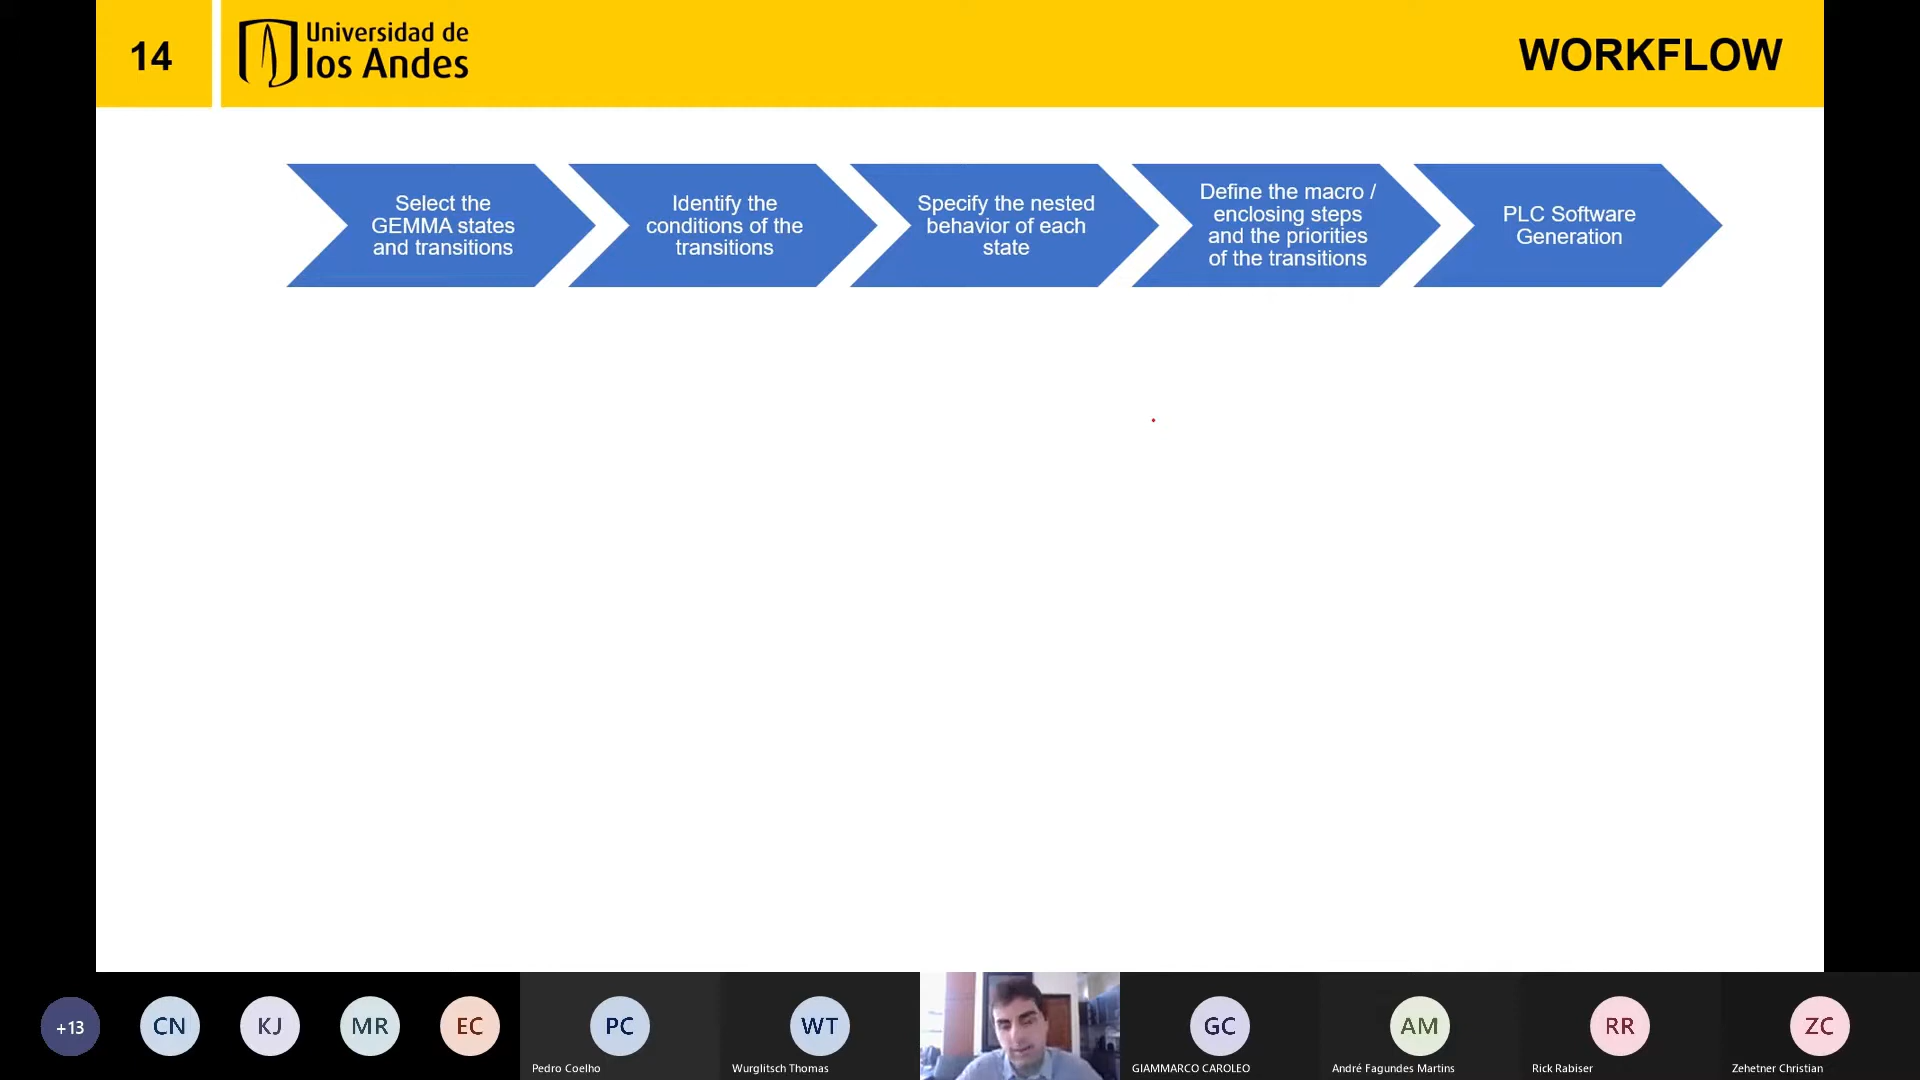 14
Universidad de
los Andes
WORKFLOW
Select the
GEMMA states
and transitions
Identify the
conditions of the
transitions
Specify the nested
behavior of each
state
Define the macro /
enclosing steps
and the priorities
of the transitions
PLC Software
Generation
+13
CN
KJ
MR
EC
PC
Pedro Coelho
WT
Wurglitsch Thomas
GC
GIAMMARCO CAROLEO
AM
André Fagundes Martins
RR
Rick Rabiser
ZC
Zehetner Christian